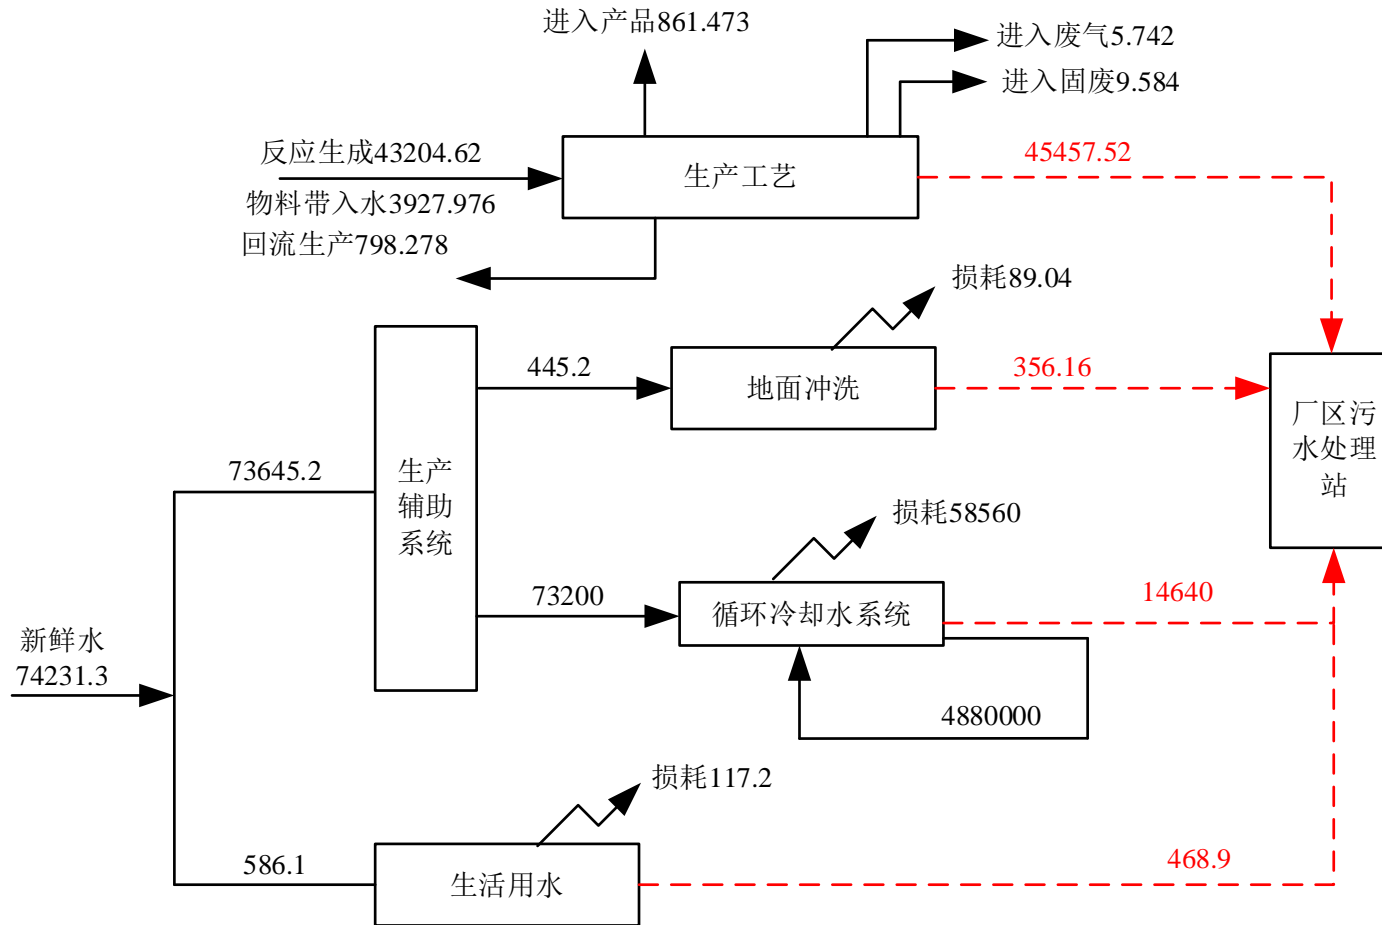 进入产品861.473
进入废气5.742
进入固废9.584
反应生成43204.62
生产工艺
45457.52
物料带入水3927.976
回流生产798.278
损耗89.04
445.2
地面冲洗
356.16
厂区污
水处理
站
73645.2
生产
辅助
系统
损耗58560
73200
循环冷却水系统
14640
新鲜水
74231.3
4880000
损耗117.2
586.1
生活用水
468.9